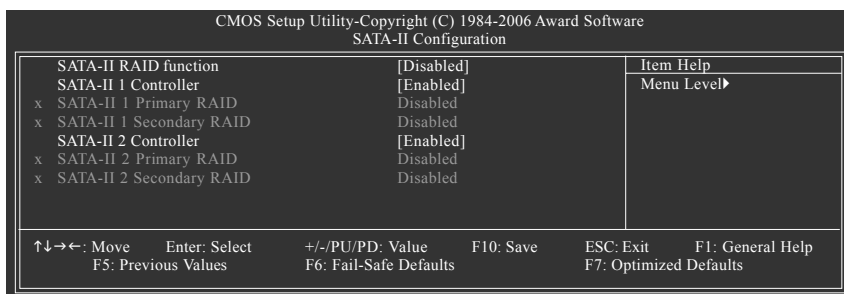 CMOS Setup Utility-Copyright (C) 1984-2006 Award Software
SATA-II Configuration
SATA-II RAID function [Disabled] Item Help
SATA-II 1 Controller [Enabled] Menu Level▶
x SATA-II 1 Primary RAID Disabled
x SATA-II 1 Secondary RAID Disabled
SATA-II 2 Controller [Enabled]
x SATA-II 2 Primary RAID Disabled
x SATA-II 2 Secondary RAID Disabled
↑↓→←: Move Enter: Select +/-/PU/PD: Value F10: Save ESC: Exit F1: General Help
F5: Previous Values F6: Fail-Safe Defaults F7: Optimized Defaults